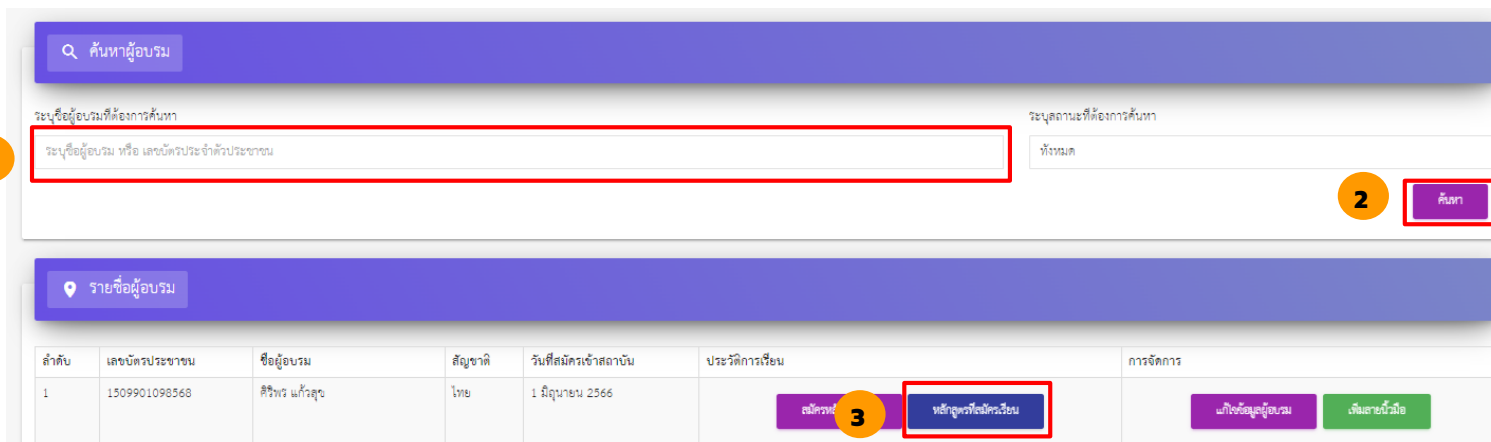 ค้นหาผู้อบรม
ระบุชื่อผู้อบรมที่ต้องการค้นหา
ระบุสถานะที่ต้องการค้นหา
ระบุชื่อผู้อบรม หรือ เลขบัตรประจำตัวประชาชน
ทั้งหมด
2
ค้นหา
รายชื่อผู้อบรม
ลำดับ เลขบัตรประชาชน ชื่อผู้อบรม สัญชาติ วันที่สมัครเข้าสถาบัน ประวัติการเรียน การจัดการ
1 1509901098568 ศิริพร แก้วสุข ไทย 1 มิถุนายน 2566
3 หลักสูตรที่สมัครเรียน แก้ไขข้อมูลผู้อบรม เพิ่มลายนิ้วมือ